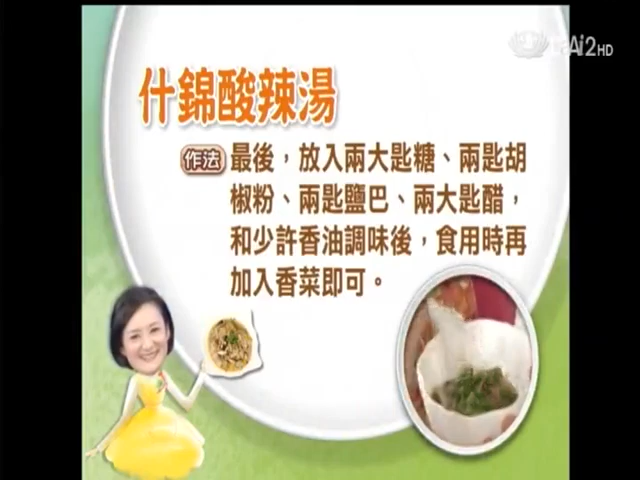 什錦酸辣湯
作法 最後，放入兩大匙糖、兩匙胡
椒粉、兩匙鹽巴、兩大匙醋，
和少許香油調味後，食用時再
加入香菜即可。